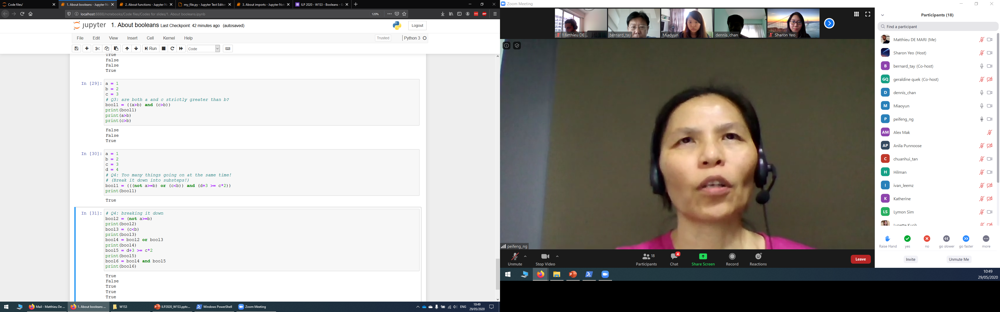 Code files/
1. About booleans - Jupyter No
2. About functions - Jupyter No
my_file.py - Jupyter Text Editor
3. About imports - Jupyter Note
ILP 2020 - W1S3 - Booleans - G
localhost:8888/notebooks/Code files/Codes for slides/1. About booleans.ipynb
120%
ABP
jupyter 1. About booleans Last Checkpoint: 42 minutes ago (autosaved)
Logout
File Edit View Insert Cell Kernel Help
Trusted
Python 3
Run
Code
True
False
False
True
In [29]:
a = 1
b = 2
c = 3
# Q3: are both a and c strictly greater than b?
bool1 = ((a>b) and (c>b))
print(bool1)
print(a>b)
print(c>b)
False
False
True
In [30]:
a = 1
b = 2
c = 3
d = 4
# Q4: Too many things going on at the same time!
# (Break it down into substeps!)
bool1 = (((not a>=b) or (c<b)) and (d+3 >= c*2))
print(bool1)
True
In [31]:
# Q4: breaking it down
bool2 = (not a>=b)
print(bool2)
bool3 = (c<b)
print(bool3)
bool4 = bool2 or bool3
print(bool4)
bool5 = d+3 >= c*2
print(bool5)
bool6 = bool4 and bool5
print(bool6)
True
False
True
True
True
Mail - Matthieu De ...
1. About booleans ...
W1S3
ILP2020_W1S3.pptx...
Windows PowerShell
Zoom Meeting
ENG
10:49
29/05/2020
Zoom Meeting
Matthieu DE ...
bernard_tay
Miaoyun
dennis_chan
Sharon Yeo
peifeng_ng
Unmute
Stop Video
18
Participants
4
Chat
Share Screen
Record
Reactions
Leave
Participants (18)
Find a participant
Matthieu DE MARI (Me)
Sharon Yeo (Host)
B bernard_tay (Co-host)
GQ geraldine quek (Co-host)
D dennis_chan
M Miaoyun
P peifeng_ng
AM Alex Mak
AP Anila Punnoose
C chuanhui_tan
H Hilman
I ivan_leemz
K Katherine
LS Lymon Sim
Lynette Kuoh
Raise Hand
yes
no
go slower
go faster
more
Invite
Unmute Me
10:49
29/05/2020